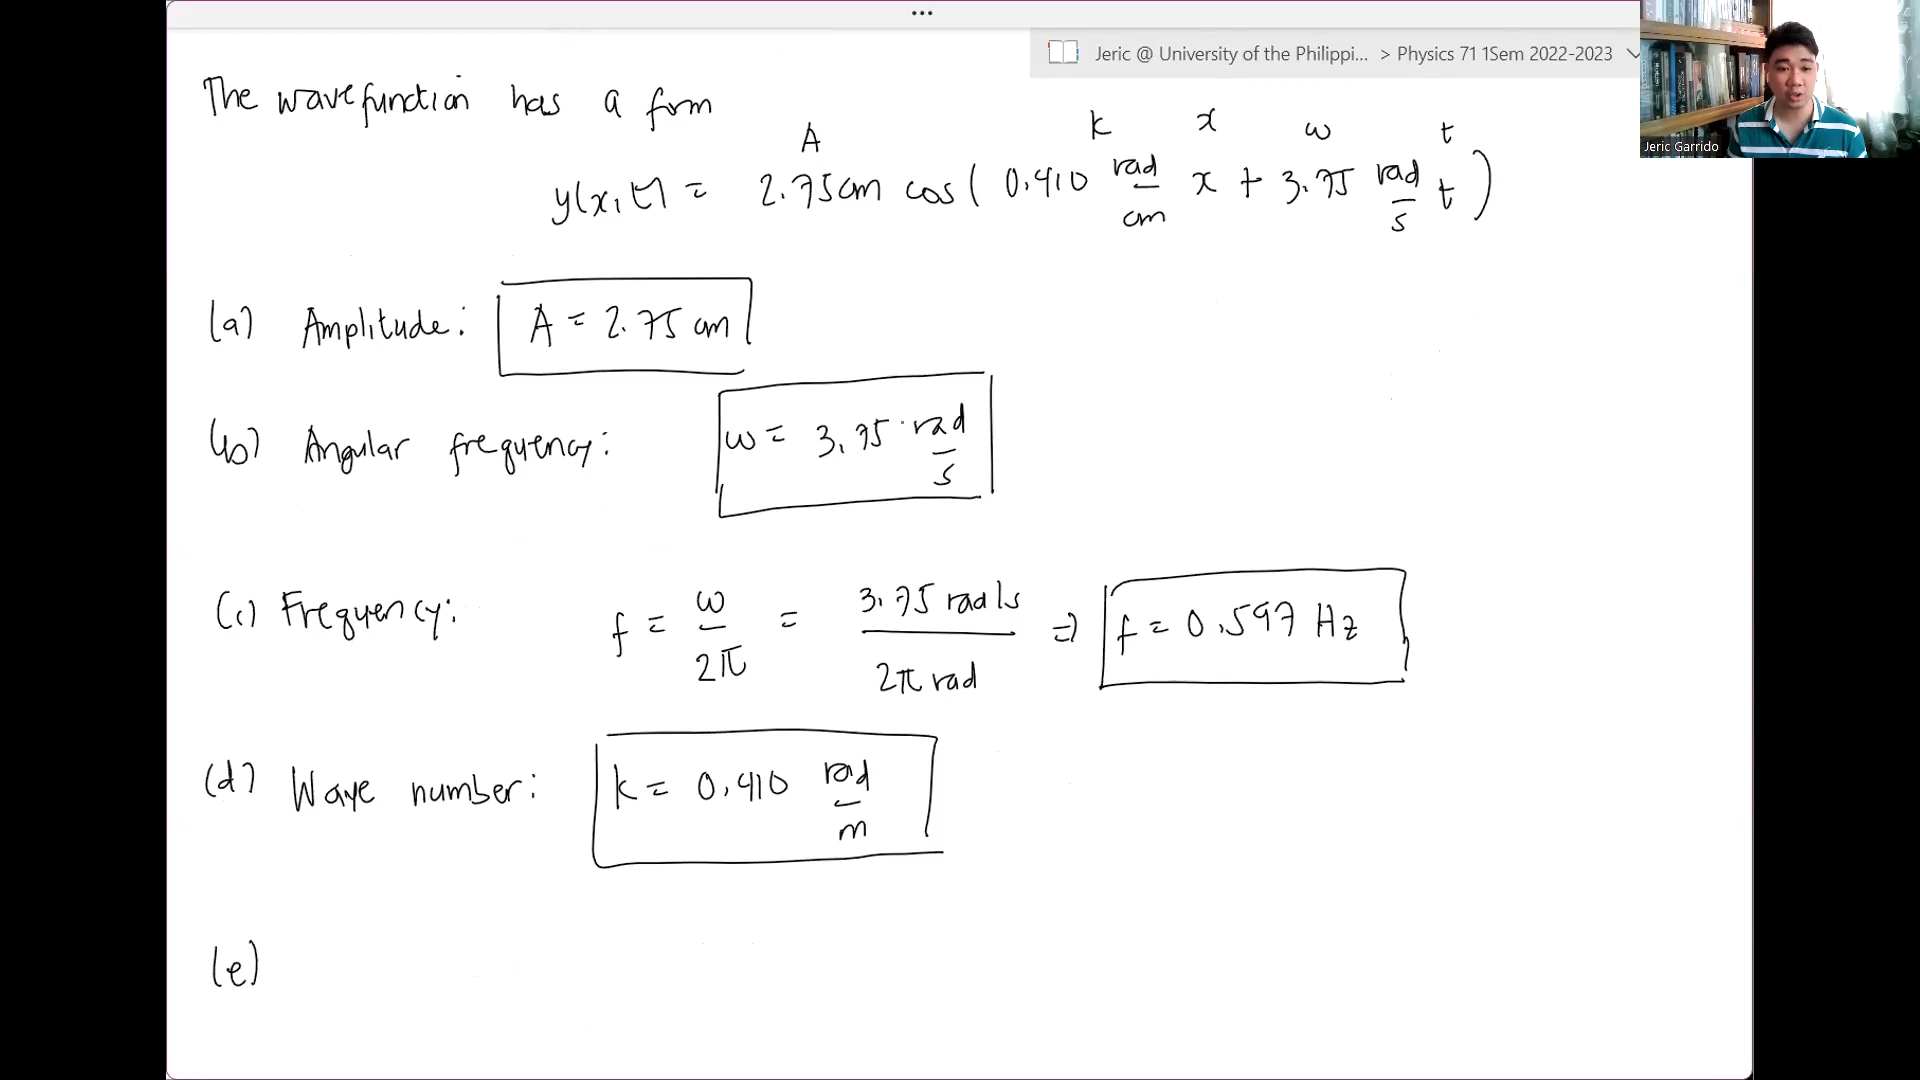 ...
Jeric @ University of the Philippi... > Physics 71 1Sem 2022-2023
Jeric Garrido
The wavefunction has a form
A k x ω t
y(x,t) = 2.75cm cos( 0.410 rad/cm x + 3.75 rad/s t )
(a) Amplitude: A = 2.75 cm
(b) Angular frequency: ω = 3.75 rad/s
(c) Frequency: f = ω/2π = 3.75 rad/s / 2π rad ⇒ f = 0.597 Hz
(d) Wave number: k = 0.410 rad/m
(e)